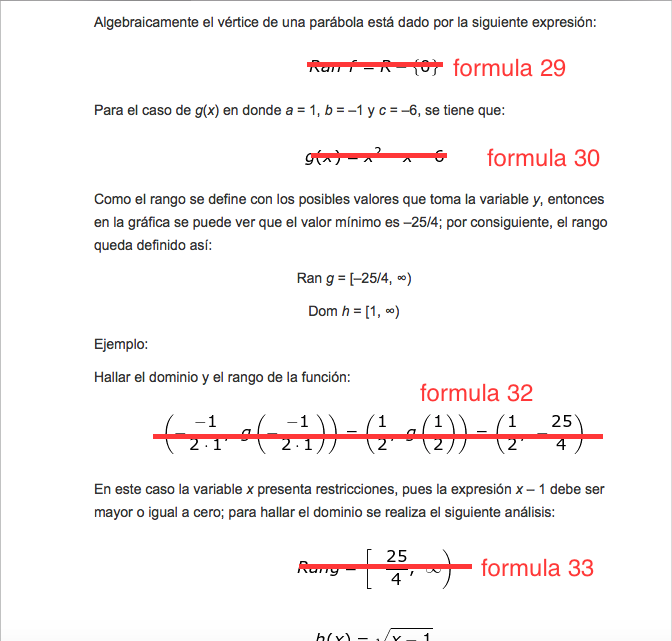 Algebraicamente el vértice de una parábola está dado por la siguiente expresión:
Ran f = R – {0} formula 29
Para el caso de g(x) en donde a = 1, b = –1 y c = –6, se tiene que:
g(x) = x² – x – 6 formula 30
Como el rango se define con los posibles valores que toma la variable y, entonces
en la gráfica se puede ver que el valor mínimo es –25/4; por consiguiente, el rango
queda definido así:
Ran g = [–25/4, ∞)
Dom h = [1, ∞)
Ejemplo:
Hallar el dominio y el rango de la función:
formula 32
(– –1/2·1, g(– –1/2·1)) = (1/2, g(1/2)) = (1/2, – 25/4)
En este caso la variable x presenta restricciones, pues la expresión x – 1 debe ser
mayor o igual a cero; para hallar el dominio se realiza el siguiente análisis:
Rang = [ 25/4, ∞) formula 33
h(x) = √x – 1